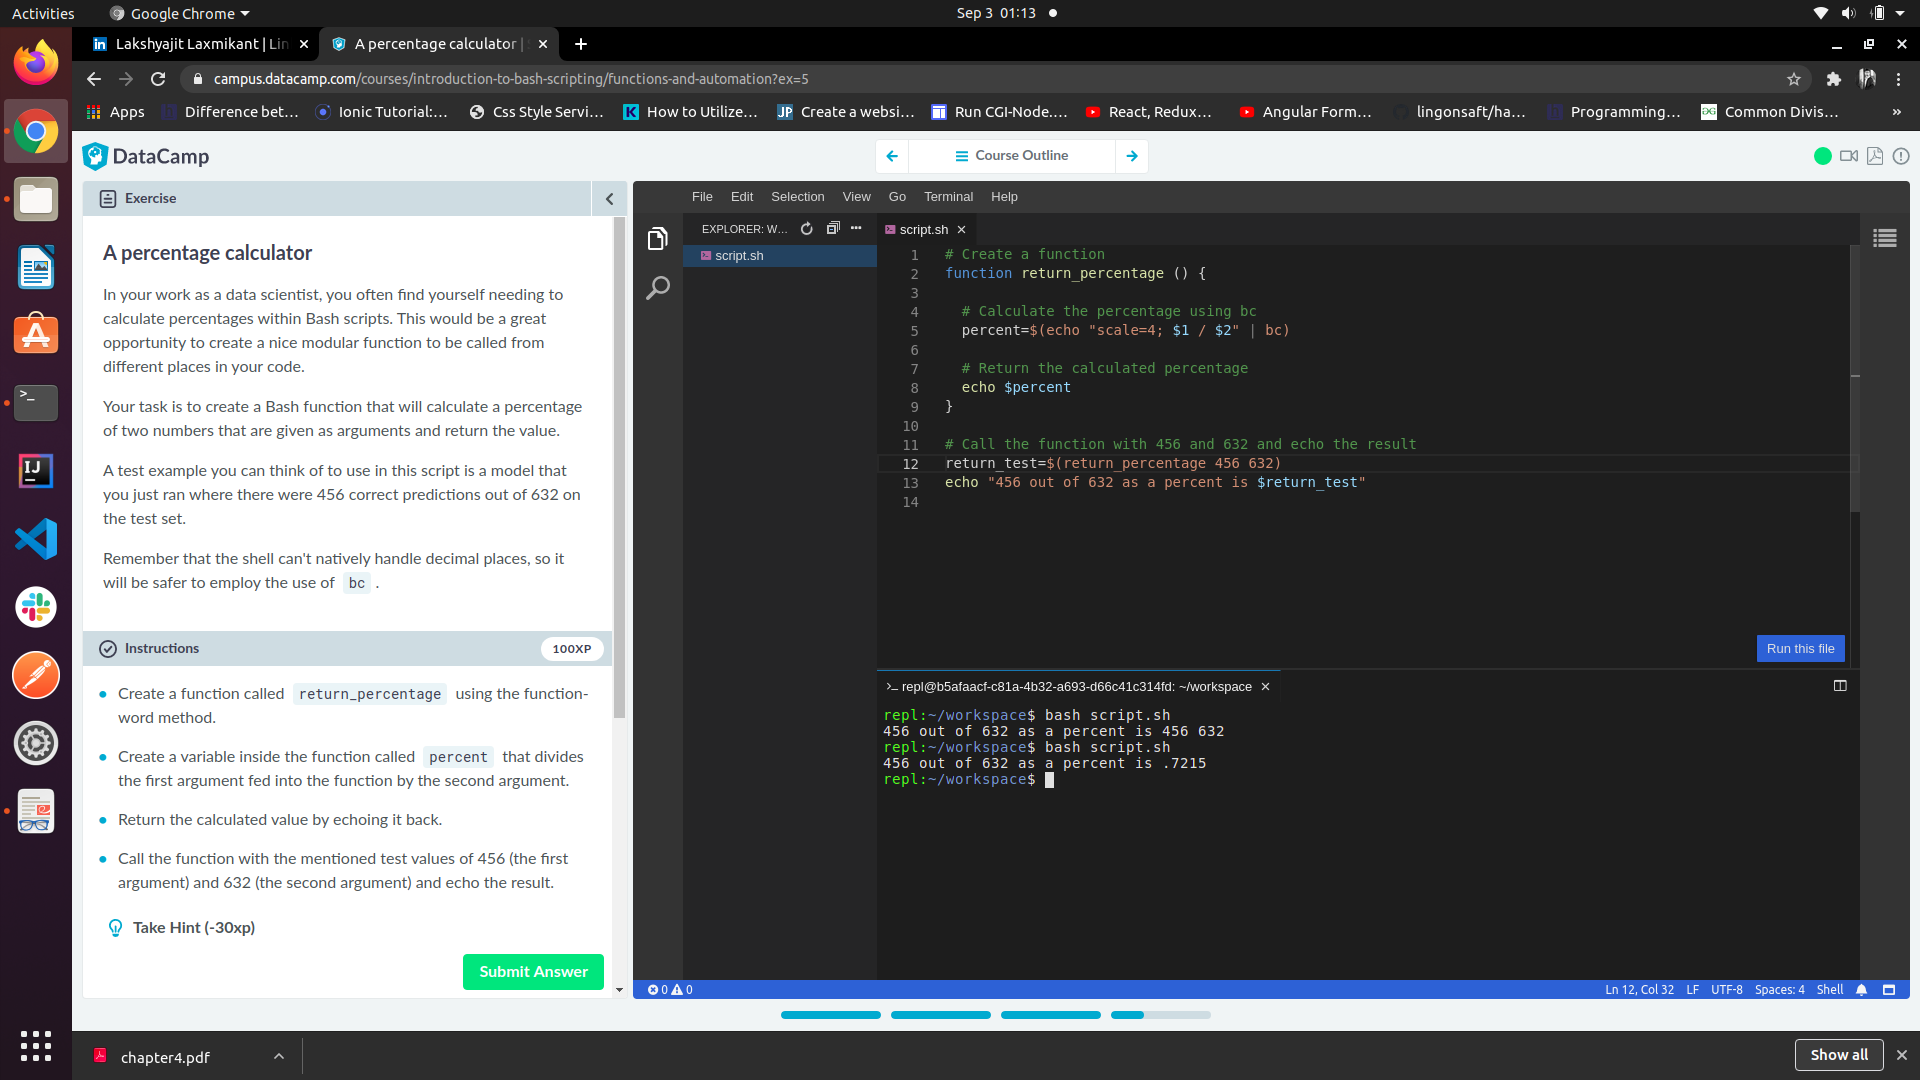 Activities
Google Chrome
Sep 3 01:13
Lakshyajit Laxmikant | Lin
A percentage calculator |
campus.datacamp.com/courses/introduction-to-bash-scripting/functions-and-automation?ex=5
Apps
Difference bet...
Ionic Tutorial:...
Css Style Servi...
How to Utilize...
JP
Create a websi...
Run CGI-Node....
React, Redux...
Angular Form...
lingonsaft/ha...
Programming...
Common Divis...
»
DataCamp
Course Outline
Exercise
A percentage calculator
In your work as a data scientist, you often find yourself needing to
calculate percentages within Bash scripts. This would be a great
opportunity to create a nice modular function to be called from
different places in your code.
Your task is to create a Bash function that will calculate a percentage
of two numbers that are given as arguments and return the value.
A test example you can think of to use in this script is a model that
you just ran where there were 456 correct predictions out of 632 on
the test set.
Remember that the shell can't natively handle decimal places, so it
will be safer to employ the use of bc .
Instructions
100XP
Create a function called return_percentage using the function-
word method.
Create a variable inside the function called percent that divides
the first argument fed into the function by the second argument.
Return the calculated value by echoing it back.
Call the function with the mentioned test values of 456 (the first
argument) and 632 (the second argument) and echo the result.
Take Hint (-30xp)
Submit Answer
File Edit Selection View Go Terminal Help
EXPLORER: W...
script.sh
script.sh
1 # Create a function
2 function return_percentage () {
3
4 # Calculate the percentage using bc
5 percent=$(echo "scale=4; $1 / $2" | bc)
6
7 # Return the calculated percentage
8 echo $percent
9 }
10
11 # Call the function with 456 and 632 and echo the result
12 return_test=$(return_percentage 456 632)
13 echo "456 out of 632 as a percent is $return_test"
14
Run this file
>_ repl@b5afaacf-c81a-4b32-a693-d66c41c314fd: ~/workspace
repl:~/workspace$ bash script.sh
456 out of 632 as a percent is 456 632
repl:~/workspace$ bash script.sh
456 out of 632 as a percent is .7215
repl:~/workspace$
0 0
Ln 12, Col 32 LF UTF-8 Spaces: 4 Shell
chapter4.pdf
Show all